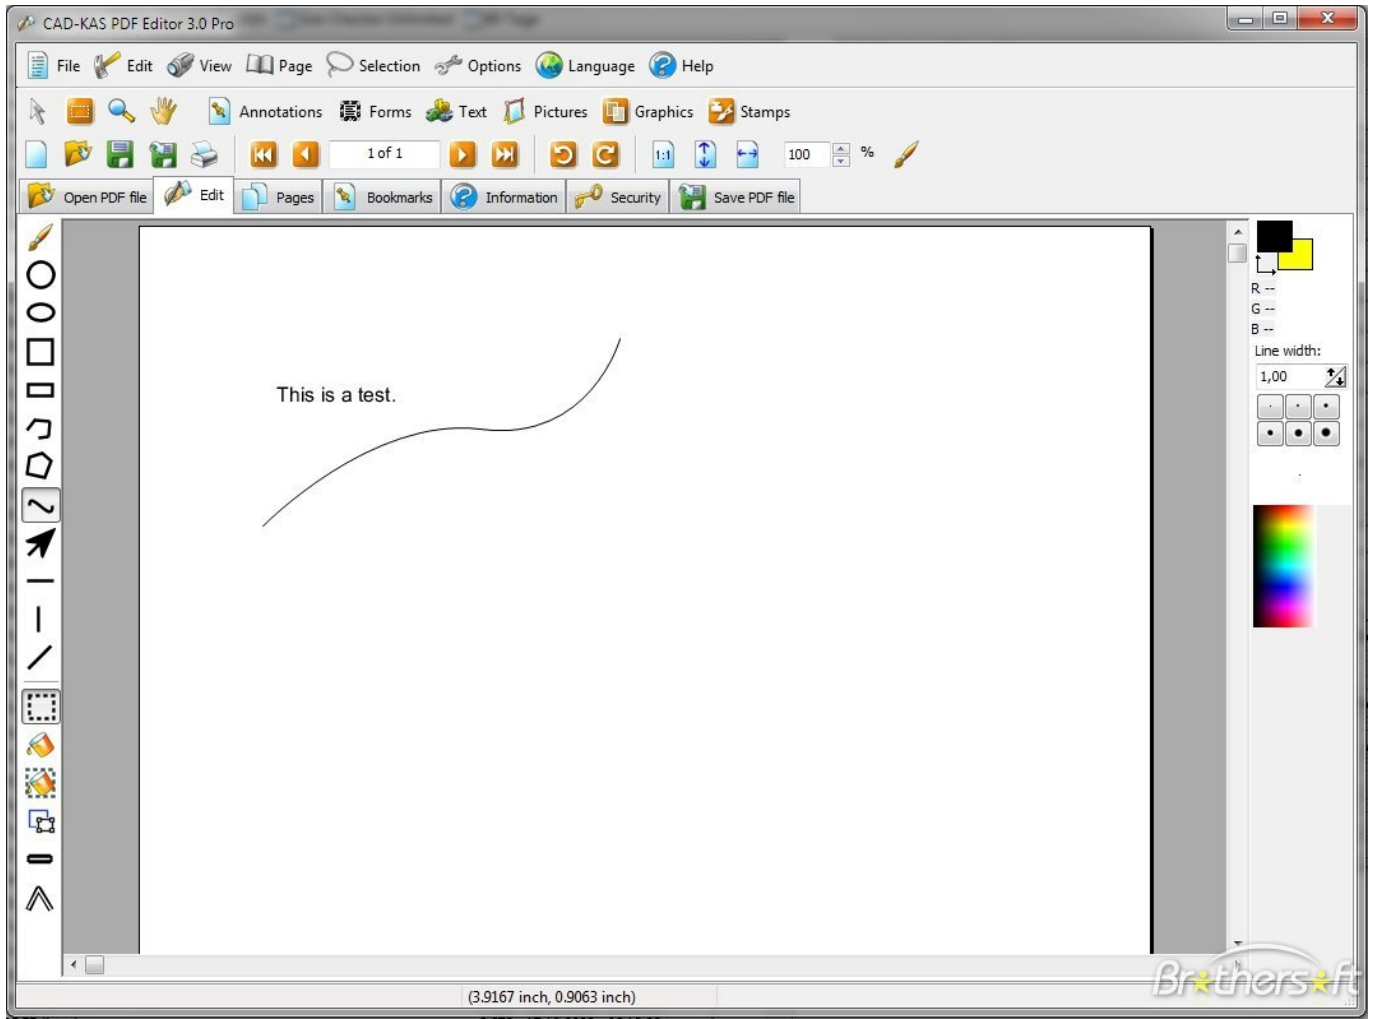 CAD-KAS PDF Editor 3.0 Pro
File Edit View Page Selection Options Language Help
Annotations Forms Text Pictures Graphics Stamps
1 of 1 1:1 100 %
Open PDF file Edit Pages Bookmarks Information Security Save PDF file
R --
G --
B --
Line width:
1,00
This is a test.
(3.9167 inch, 0.9063 inch)
Brothersoft